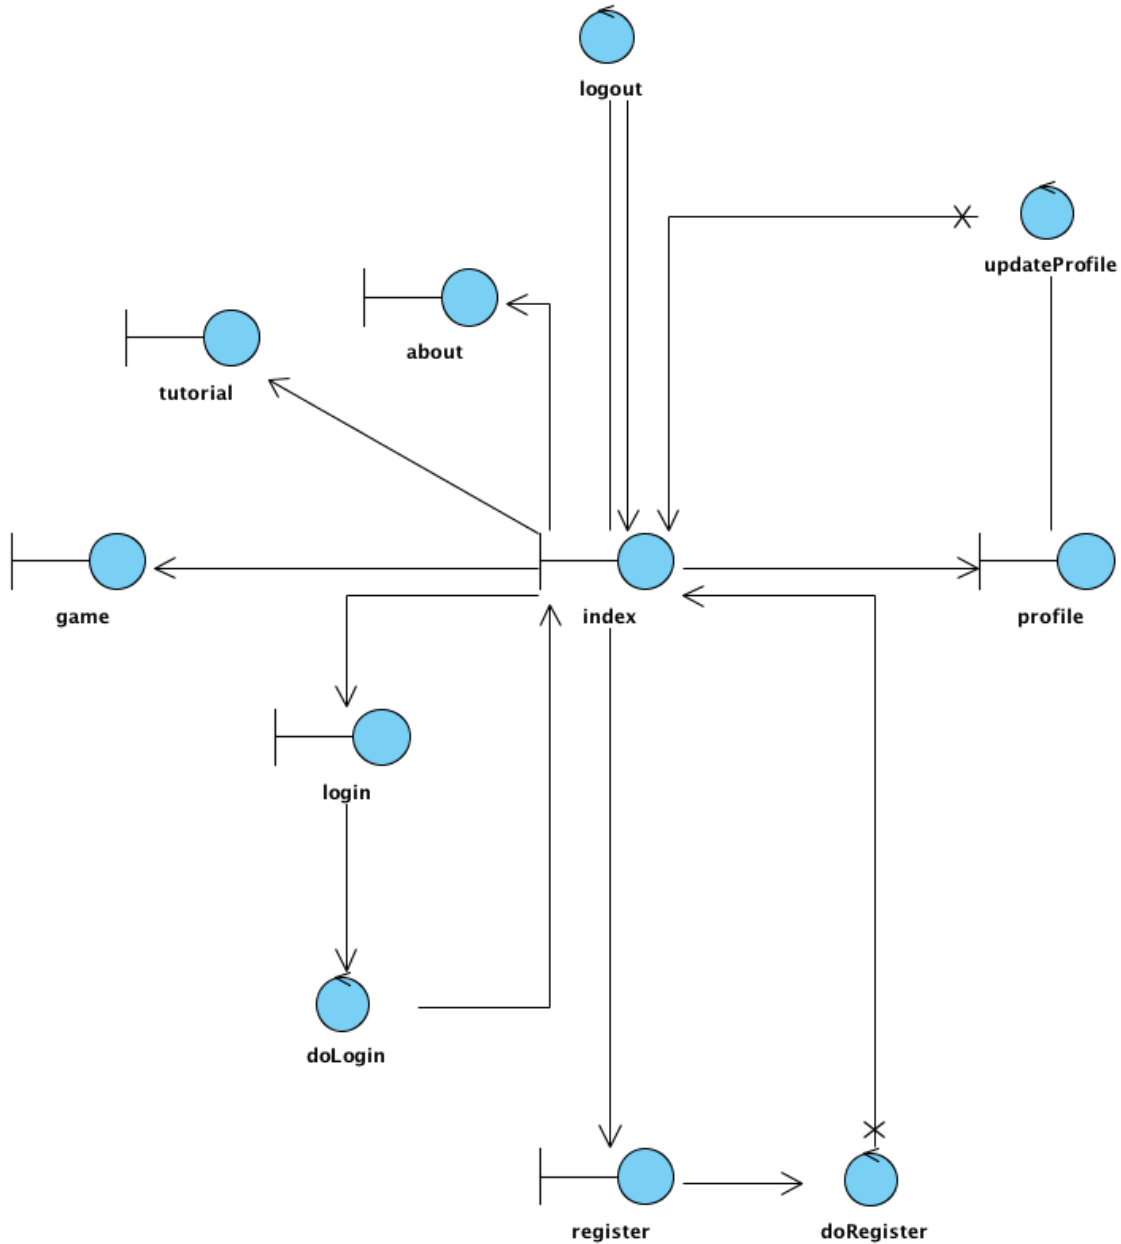 logout
updateProfile
about
tutorial
game
index
profile
login
doLogin
register
doRegister